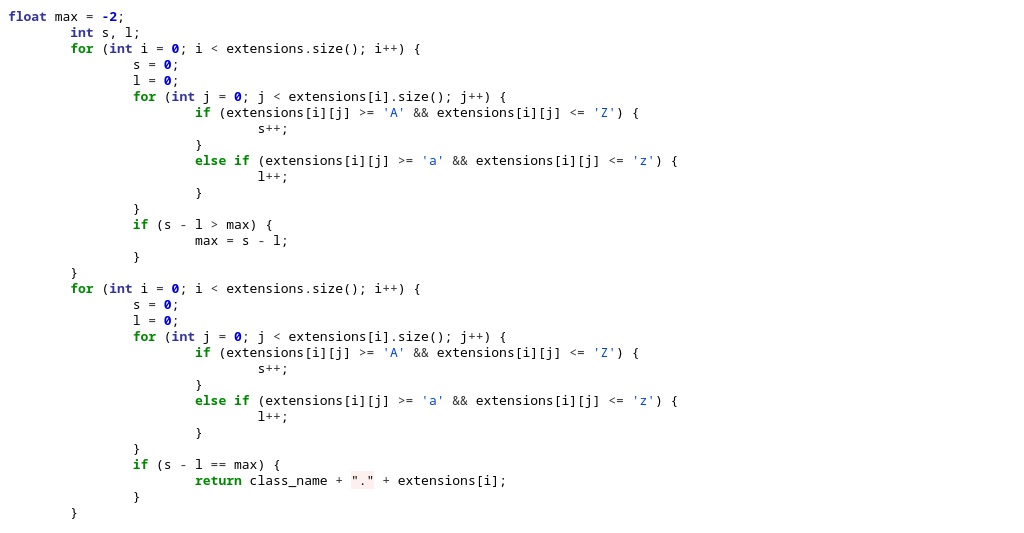 float max = -2;
        int s, l;
        for (int i = 0; i < extensions.size(); i++) {
                s = 0;
                l = 0;
                for (int j = 0; j < extensions[i].size(); j++) {
                        if (extensions[i][j] >= 'A' && extensions[i][j] <= 'Z') {
                                s++;
                        }
                        else if (extensions[i][j] >= 'a' && extensions[i][j] <= 'z') {
                                l++;
                        }
                }
                if (s - l > max) {
                        max = s - l;
                }
        }
        for (int i = 0; i < extensions.size(); i++) {
                s = 0;
                l = 0;
                for (int j = 0; j < extensions[i].size(); j++) {
                        if (extensions[i][j] >= 'A' && extensions[i][j] <= 'Z') {
                                s++;
                        }
                        else if (extensions[i][j] >= 'a' && extensions[i][j] <= 'z') {
                                l++;
                        }
                }
                if (s - l == max) {
                        return class_name + "." + extensions[i];
                }
        }